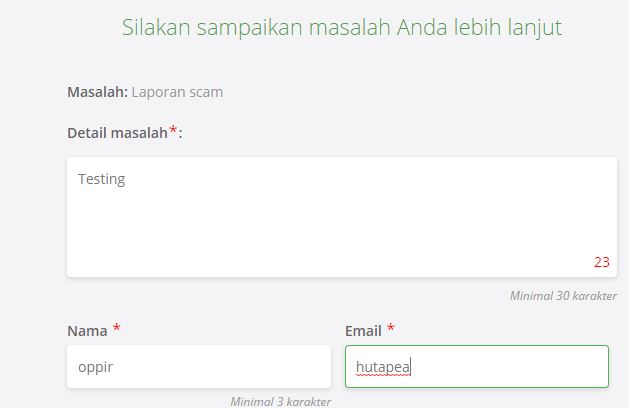 Silakan sampaikan masalah Anda lebih lanjut
Masalah: Laporan scam
Detail masalah*:
Testing
23
Minimal 30 karakter
Nama *
Email *
oppir
hutapea
Minimal 3 karakter